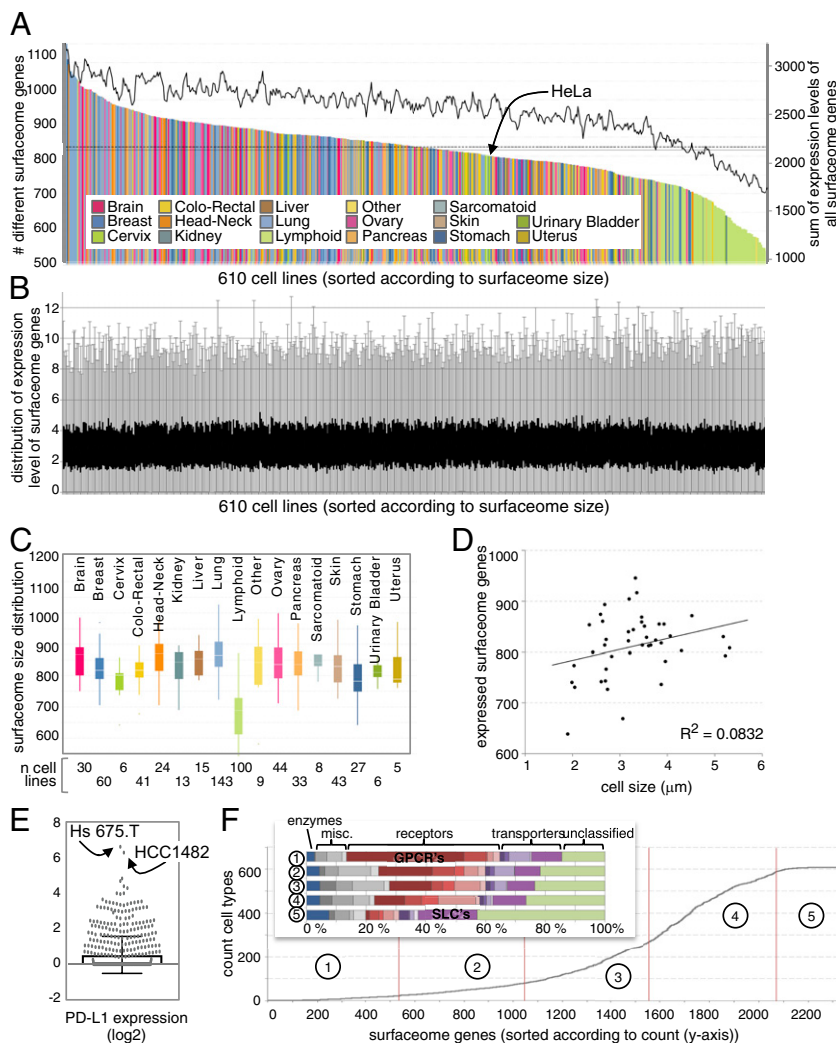 A
# different surfaceome genes
1100
1000
900
800
700
600
500
HeLa
3000
2500
2000
1500
1000
sum of expression levels of
all surfaceome genes
Brain
Breast
Cervix
Colo-Rectal
Head-Neck
Kidney
Liver
Lung
Lymphoid
Other
Ovary
Pancreas
Sarcomatoid
Skin
Stomach
Urinary Bladder
Uterus
610 cell lines (sorted according to surfaceome size)
B
distribution of expression
level of surfaceome genes
12
10
8
6
4
2
0
610 cell lines (sorted according to surfaceome size)
C
surfaceome size distribution
1200
1100
1000
900
800
700
600
Brain
Breast
Cervix
Colo-Rectal
Head-Neck
Kidney
Liver
Lung
Lymphoid
Other
Ovary
Pancreas
Sarcomatoid
Skin
Stomach
Urinary Bladder
Uterus
n cell
lines
30 6 24 15 100 44 8 27 5
60 41 13 143 9 33 43 6
D
expressed surfaceome genes
1000
900
800
700
600
R2 = 0.0832
1 2 3 4 5 6
cell size (μm)
E
Hs 675.T
HCC1482
8
6
4
2
0
-2
PD-L1 expression
(log2)
F
enzymes
misc. receptors transporters unclassified
1 GPCR's
2
3
4
5 SLC's
0 % 20 % 40 % 60 % 80 % 100%
count cell types
600
400
200
0
1 2 3 4 5
0 200 400 600 800 1000 1200 1400 1600 1800 2000 2200
surfaceome genes (sorted according to count (y-axis))